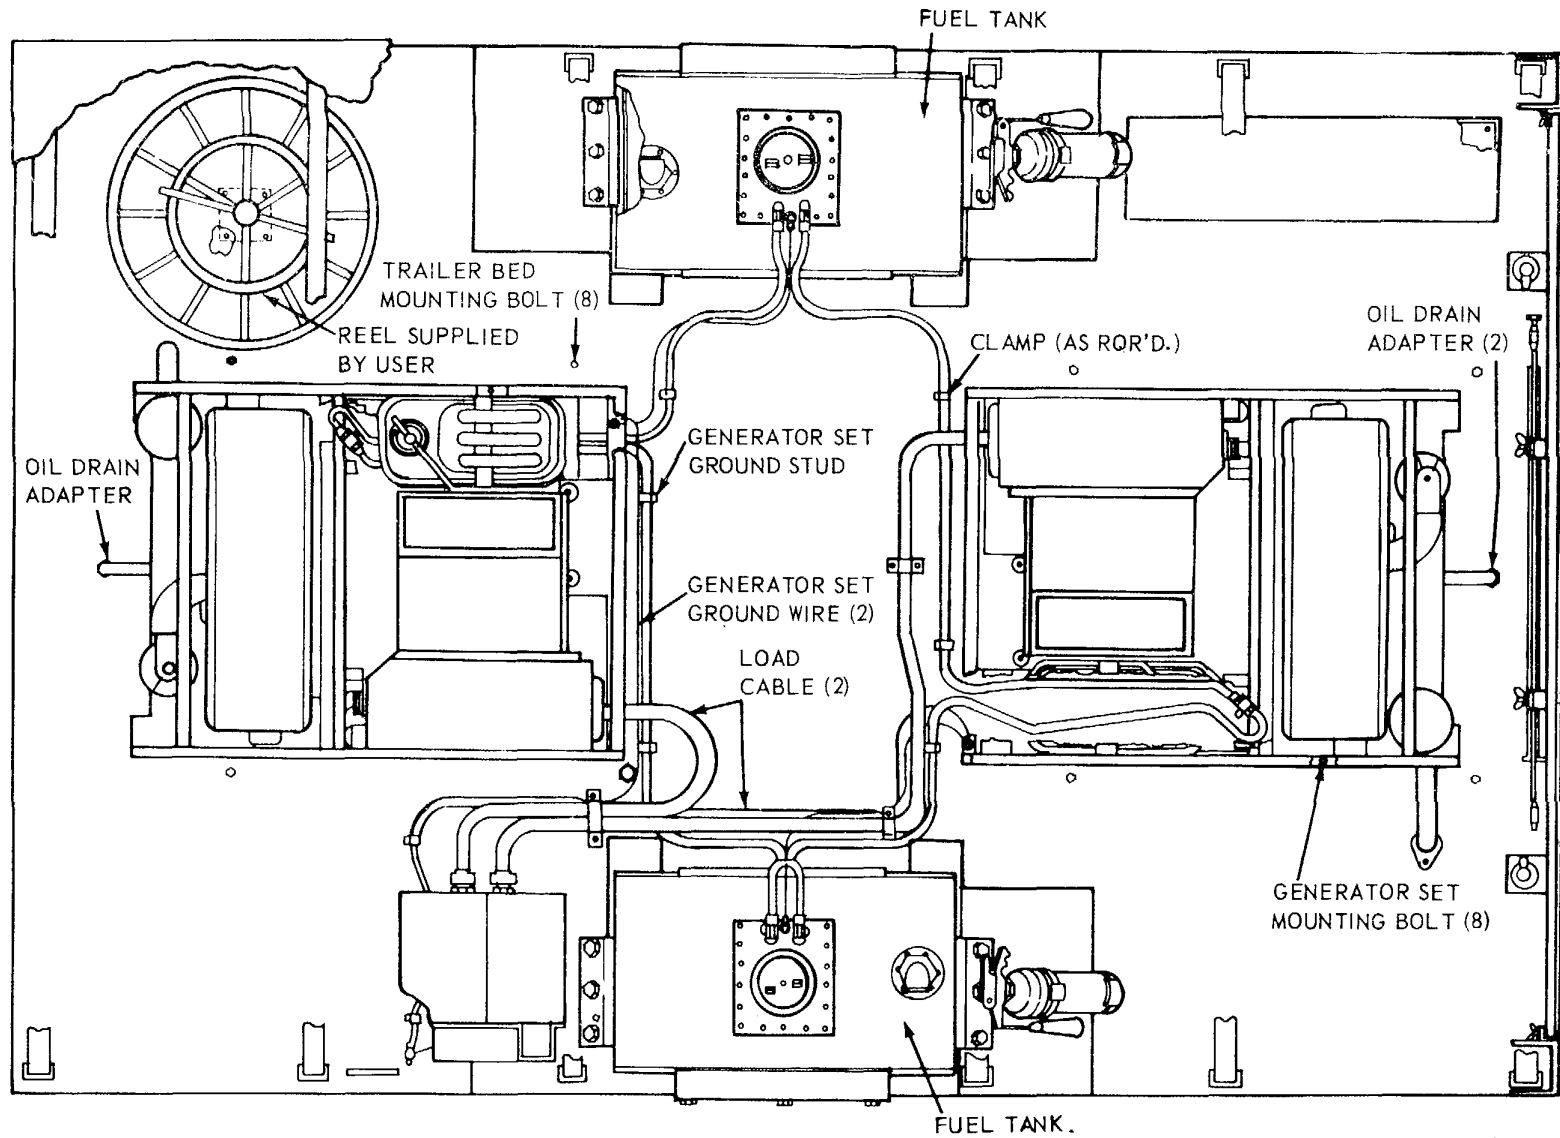 FUEL TANK
TRAILER BED
MOUNTING BOLT (8)
REEL SUPPLIED
BY USER
CLAMP (AS RQR'D.)
OIL DRAIN
ADAPTER (2)
OIL DRAIN
ADAPTER
GENERATOR SET
GROUND STUD
GENERATOR SET
GROUND WIRE (2)
LOAD
CABLE (2)
GENERATOR SET
MOUNTING BOLT (8)
FUEL TANK.